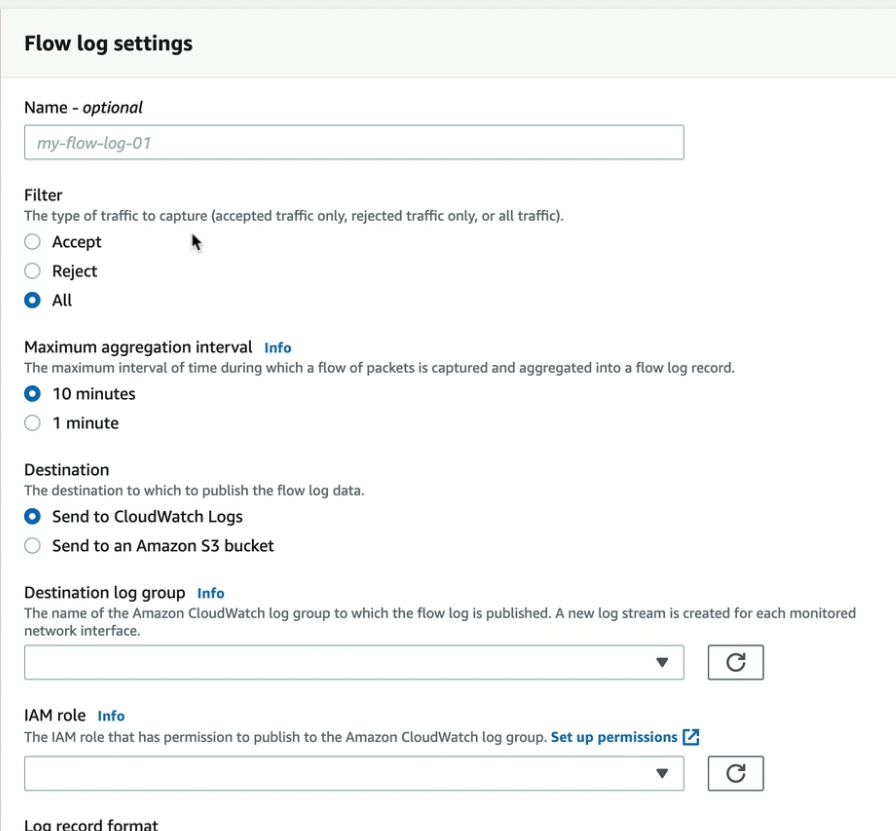 Flow log settings
Name - optional
my-flow-log-01
Filter
The type of traffic to capture (accepted traffic only, rejected traffic only, or all traffic).
Accept
Reject
All
Maximum aggregation interval Info
The maximum interval of time during which a flow of packets is captured and aggregated into a flow log record.
10 minutes
1 minute
Destination
The destination to which to publish the flow log data.
Send to CloudWatch Logs
Send to an Amazon S3 bucket
Destination log group Info
The name of the Amazon CloudWatch log group to which the flow log is published. A new log stream is created for each monitored
network interface.
IAM role Info
The IAM role that has permission to publish to the Amazon CloudWatch log group. Set up permissions
Log record format